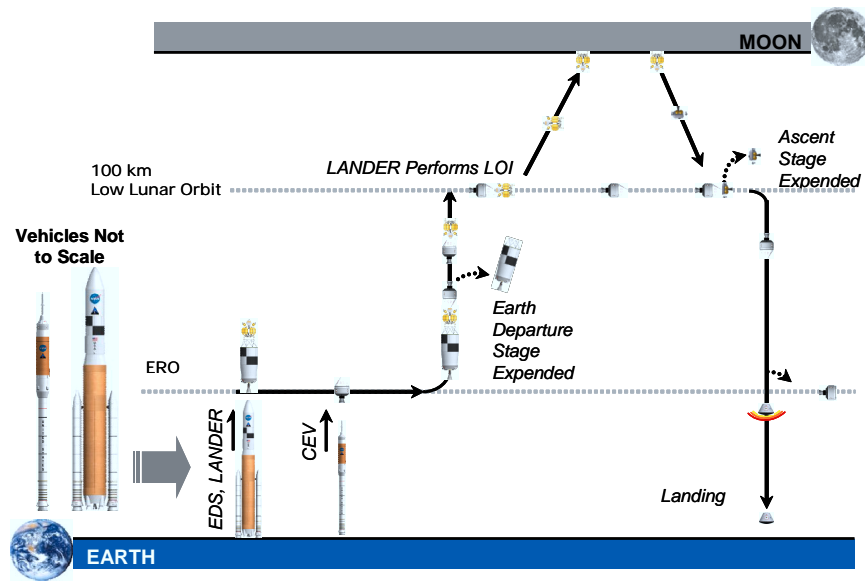 MOON
Ascent
Stage
Expended
LANDER Performs LOI
100 km
Low Lunar Orbit
Vehicles Not
to Scale
Earth
Departure
Stage
Expended
ERO
EDS, LANDER
CEV
Landing
EARTH